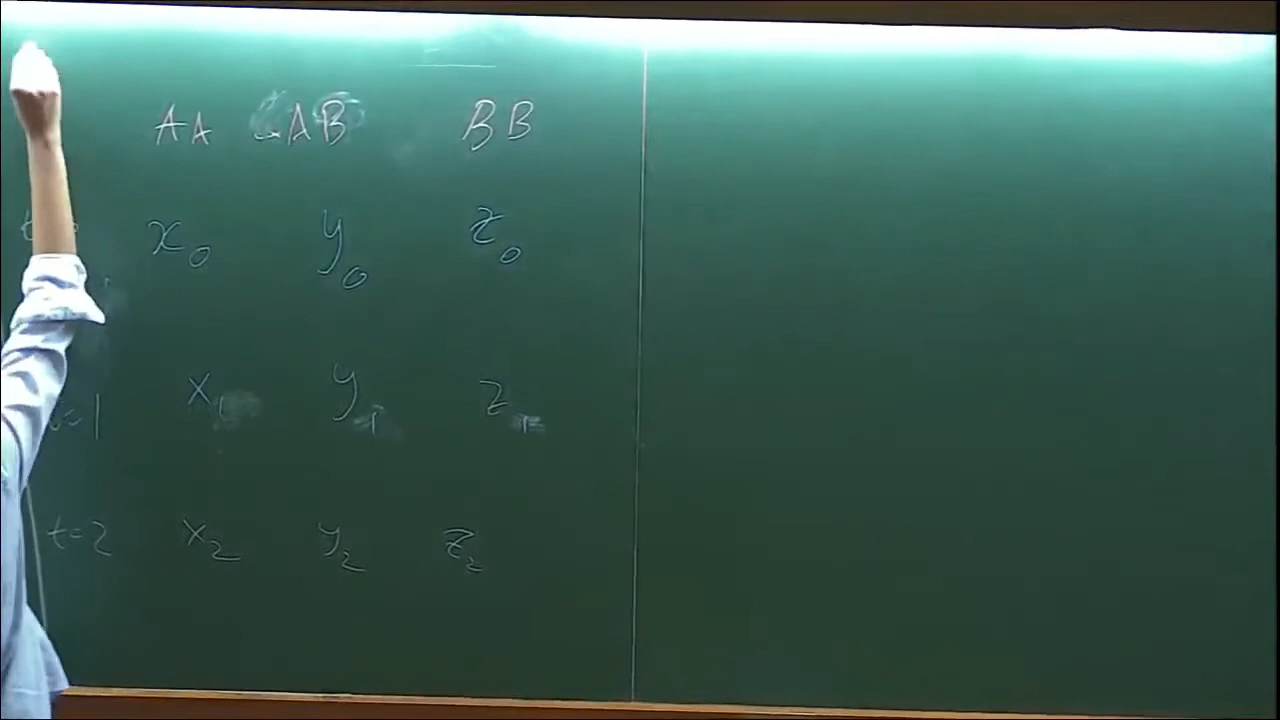 AA AB BB
x₀ y₀ z₀
t=1 x₁ y₁ z₁
t=2 x₂ y₂ z₂